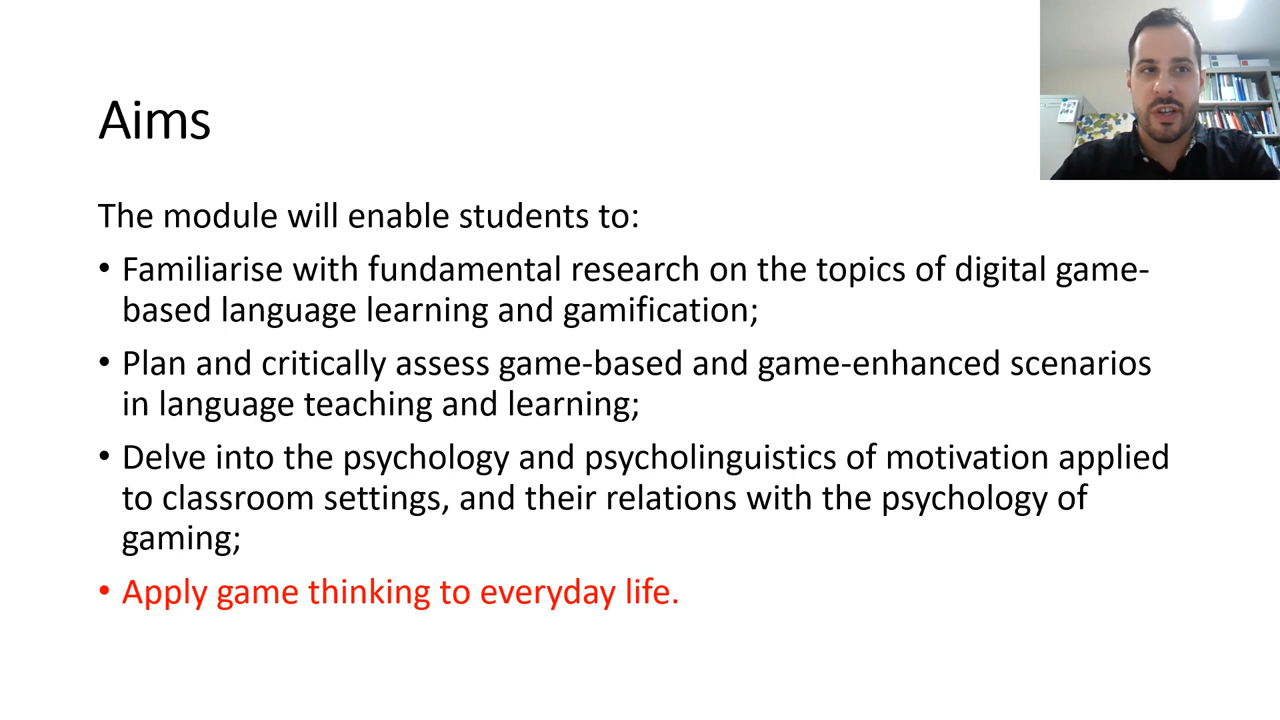 Aims
The module will enable students to:
• Familiarise with fundamental research on the topics of digital game-
based language learning and gamification;
• Plan and critically assess game-based and game-enhanced scenarios
in language teaching and learning;
• Delve into the psychology and psycholinguistics of motivation applied
to classroom settings, and their relations with the psychology of
gaming;
• Apply game thinking to everyday life.